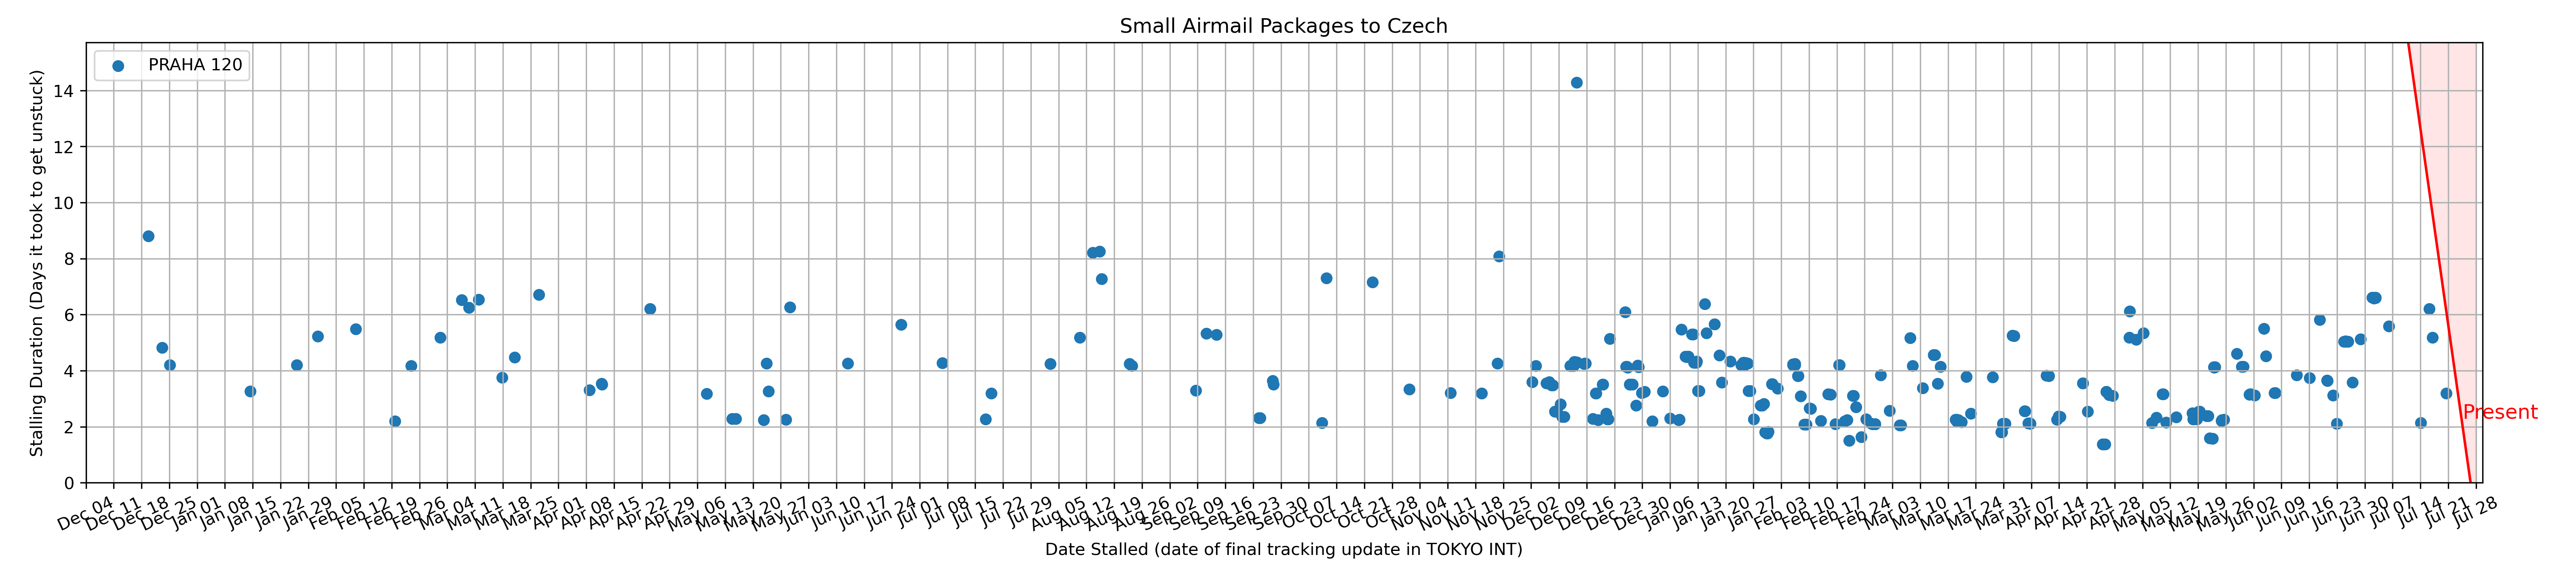 Small Airmail Packages to Czech
PRAHA 120
Stalling Duration (Days it took to get unstuck)
14
12
10
8
6
4
2
0
Present
Dec 04 Dec 11 Dec 18 Dec 25 Jan 01 Jan 08 Jan 15 Jan 22 Jan 29 Feb 05 Feb 12 Feb 19 Feb 26 Mar 04 Mar 11 Mar 18 Mar 25 Apr 01 Apr 08 Apr 15 Apr 22 Apr 29 May 06 May 13 May 20 May 27 Jun 03 Jun 10 Jun 17 Jun 24 Jul 01 Jul 08 Jul 15 Jul 22 Jul 29 Aug 05 Aug 12 Aug 19 Aug 26 Sep 02 Sep 09 Sep 16 Sep 23 Sep 30 Oct 07 Oct 14 Oct 21 Oct 28 Nov 04 Nov 11 Nov 18 Nov 25 Dec 02 Dec 09 Dec 16 Dec 23 Dec 30 Jan 06 Jan 13 Jan 20 Jan 27 Feb 03 Feb 10 Feb 17 Feb 24 Mar 03 Mar 10 Mar 17 Mar 24 Mar 31 Apr 07 Apr 14 Apr 21 Apr 28 May 05 May 12 May 19 May 26 Jun 02 Jun 09 Jun 16 Jun 23 Jun 30 Jul 07 Jul 14 Jul 21 Jul 28
Date Stalled (date of final tracking update in TOKYO INT)